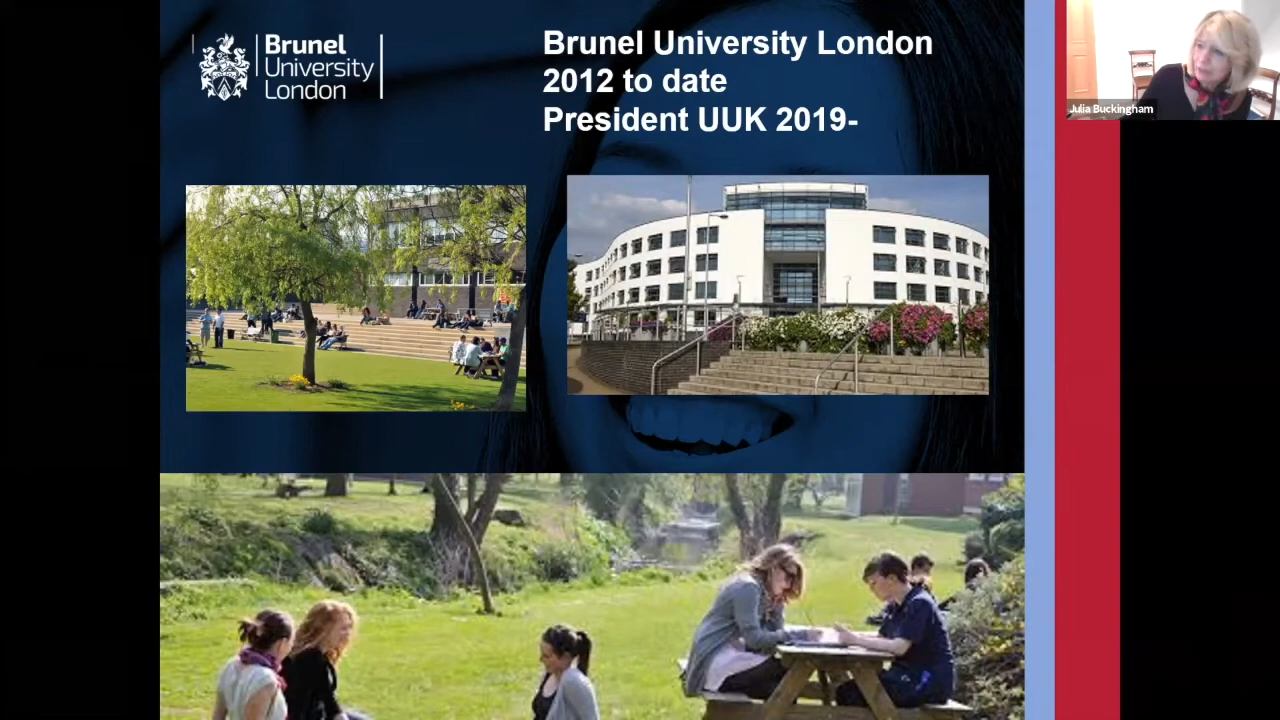 Brunel
University
London
Brunel University London
2012 to date
President UUK 2019-
Julia Buckingham